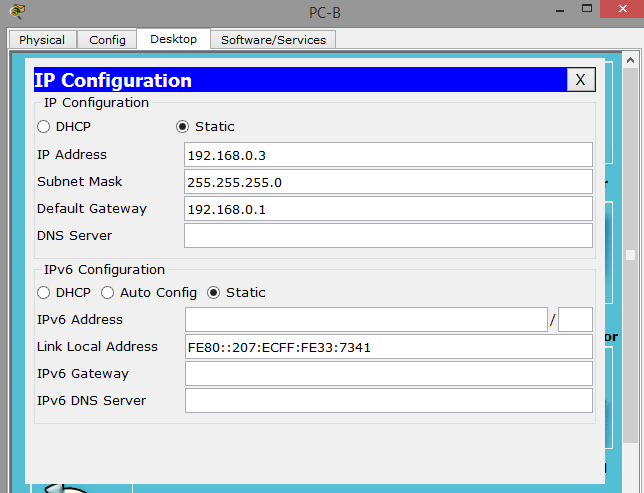 PC-B
Physical Config Desktop Software/Services
IP Configuration X
IP Configuration
DHCP Static
IP Address 192.168.0.3
Subnet Mask 255.255.255.0
Default Gateway 192.168.0.1
DNS Server
IPv6 Configuration
DHCP Auto Config Static
IPv6 Address /
Link Local Address FE80::207:ECFF:FE33:7341
IPv6 Gateway
IPv6 DNS Server
or